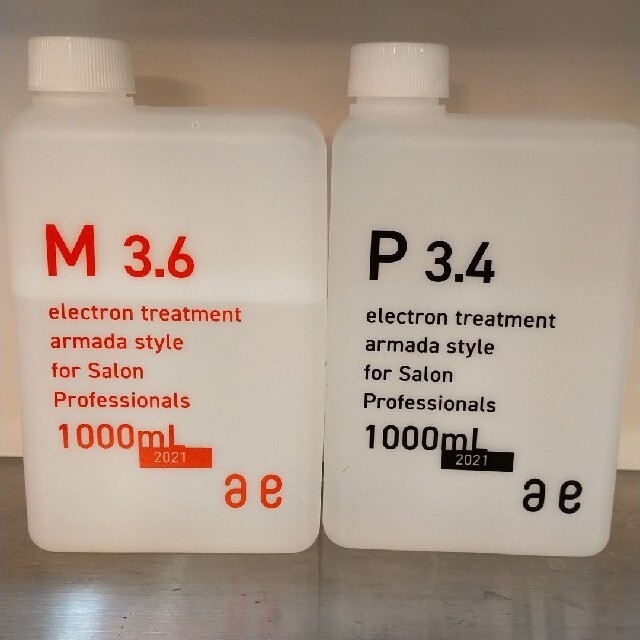 M 3.6
electron treatment
armada style
for Salon
Professionals
1000mL
2021
ae
P 3.4
electron treatment
armada style
for Salon
Professionals
1000mL
2021
ae